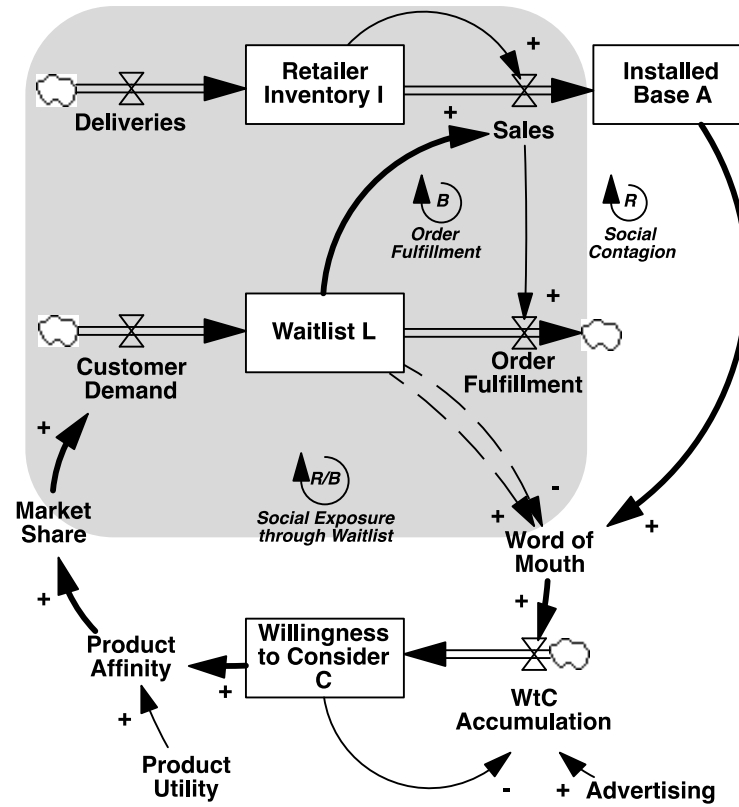 +
Retailer
Inventory I
Installed
Base A
Deliveries
+
Sales
B
Order
Fulfillment
R
Social
Contagion
+
Waitlist L
Customer
Demand
Order
Fulfillment
+
R/B
Social Exposure
through Waitlist
-
+
Market
Share
Word of
Mouth
+
+
+
Product
Affinity
Willingness
to Consider
C
+
WtC
Accumulation
+
Product
Utility
-
+
Advertising